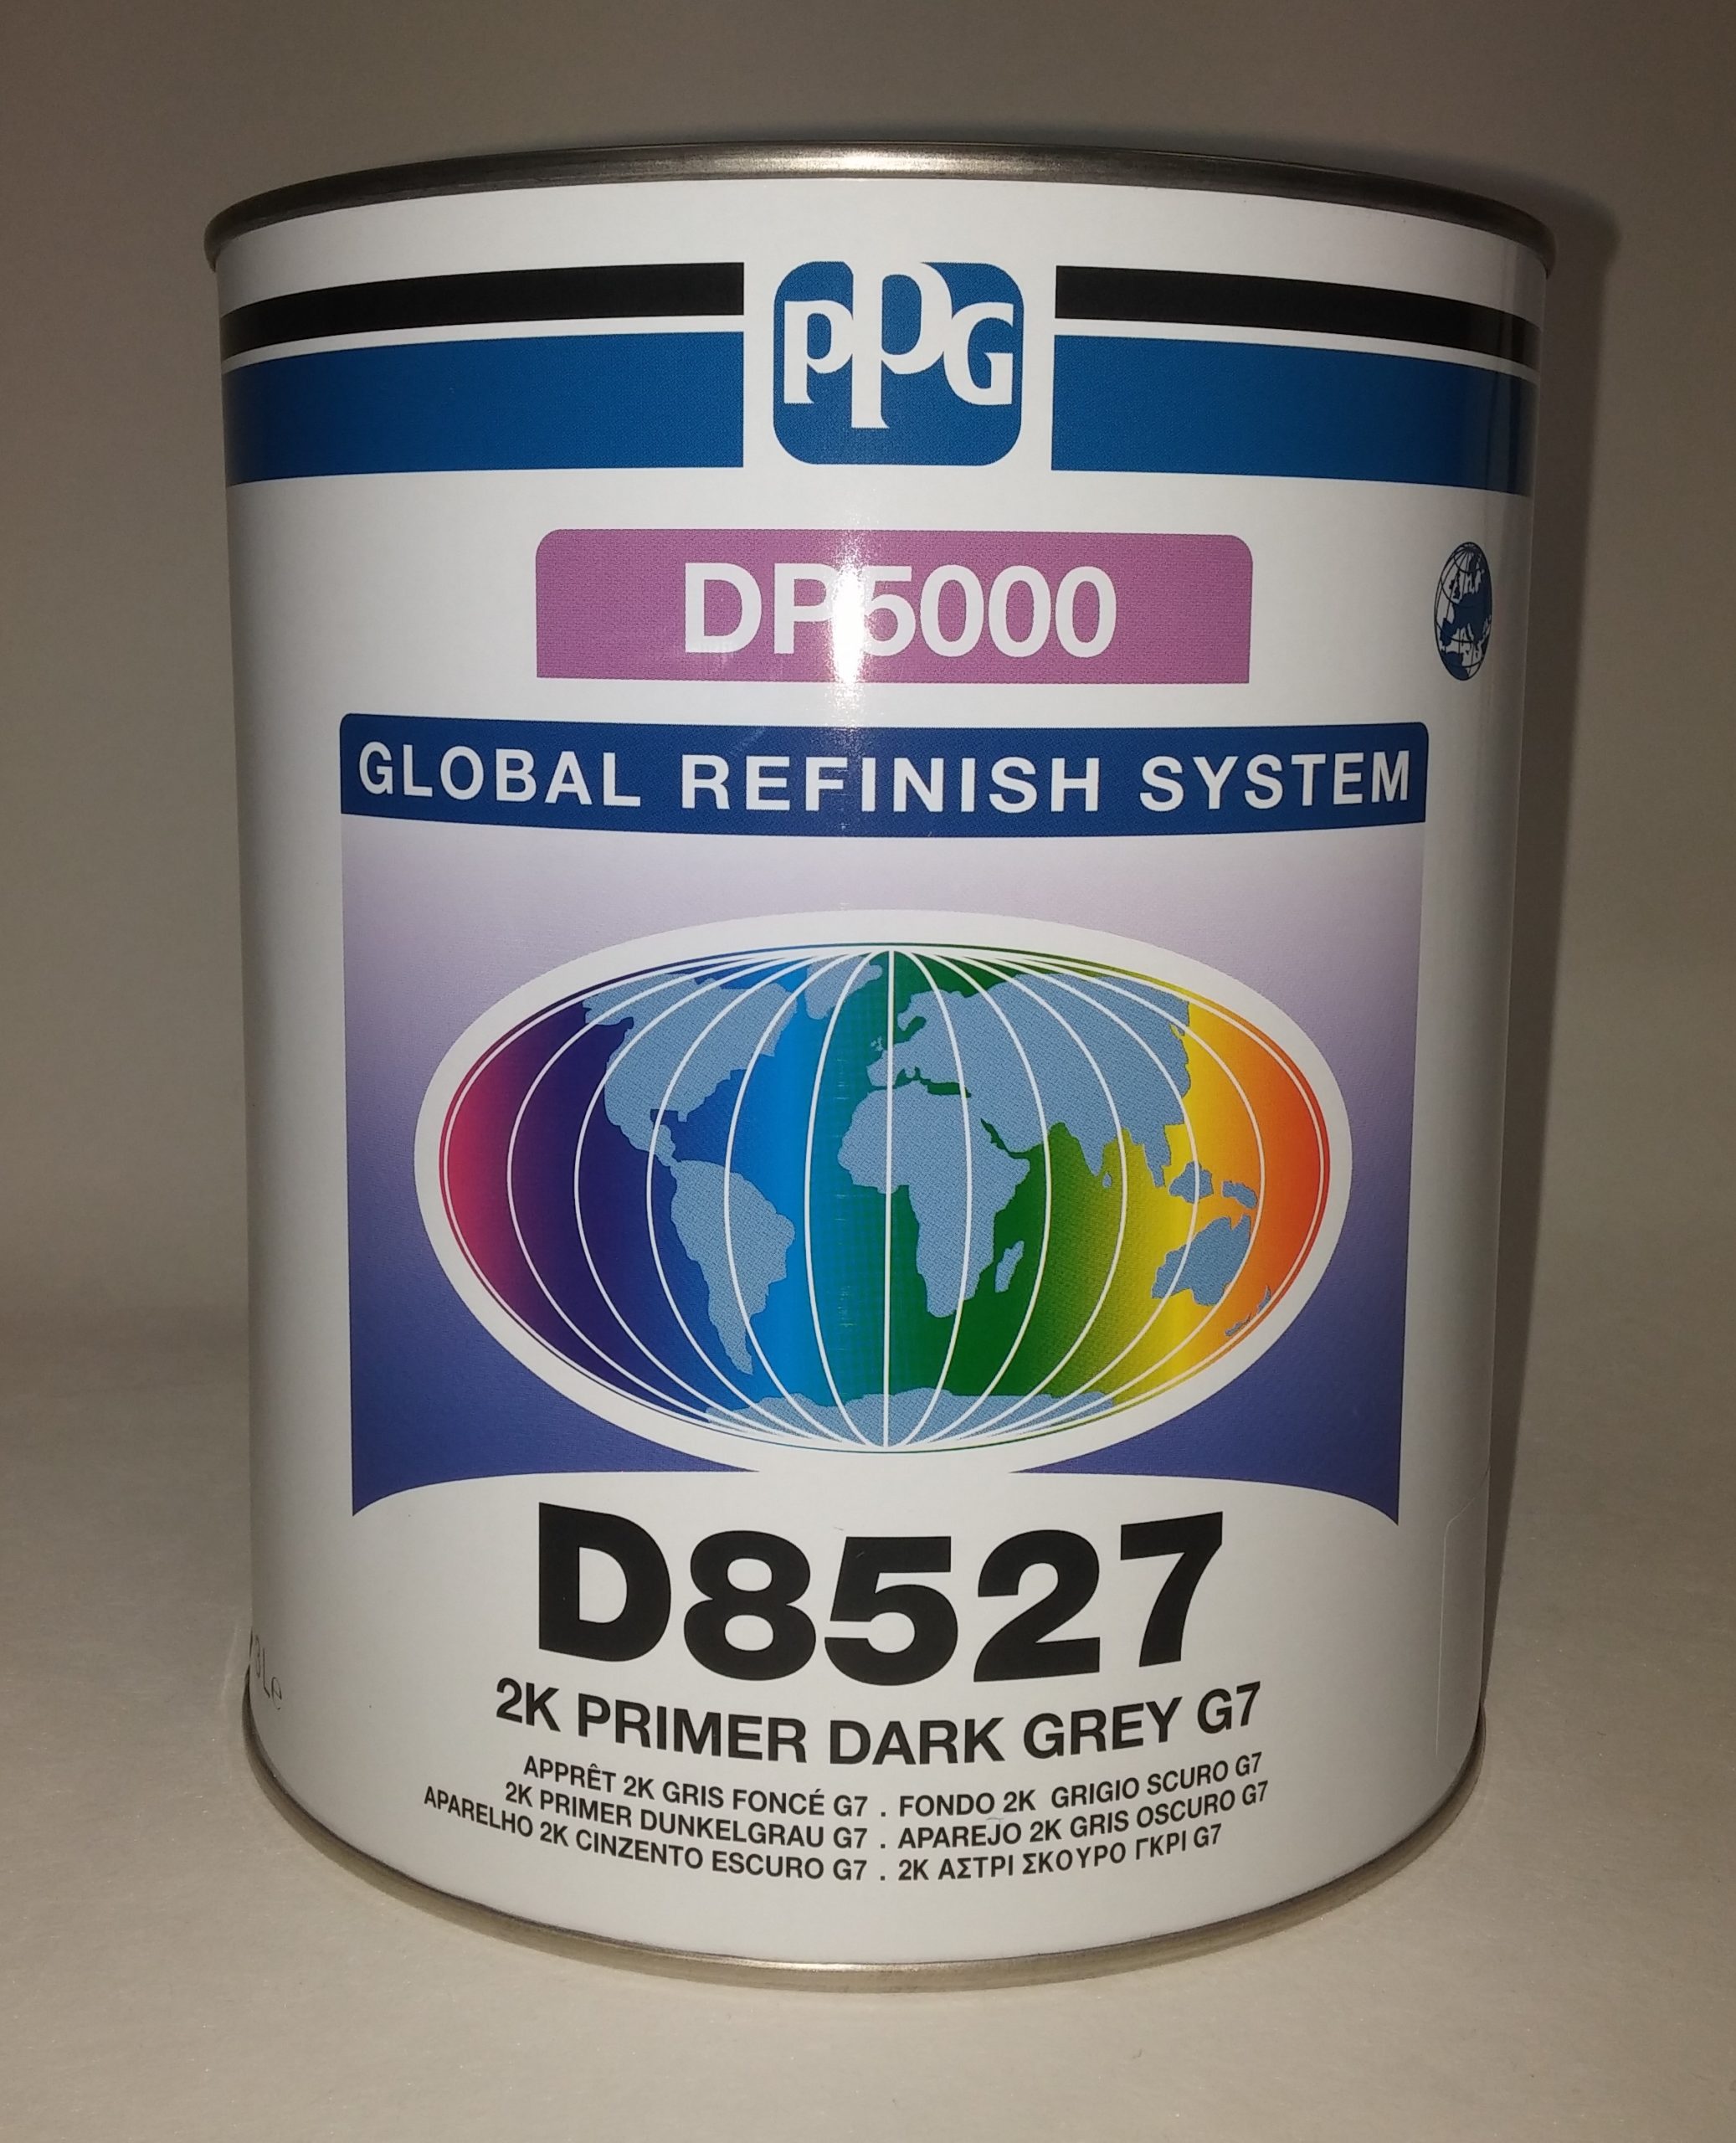 PPG
DP5000
GLOBAL REFINISH SYSTEM
D8527
2K PRIMER DARK GREY G7
APPRÊT 2K GRIS FONCÉ G7 . FONDO 2K GRIGIO SCURO G7
2K PRIMER DUNKELGRAU G7 . APAREJO 2K GRIS OSCURO G7
APARELHO 2K CINZENTO ESCURO G7 . 2K ΑΣΤΡΙ ΣΚΟΥΡΟ ΓΚΡΙ G7